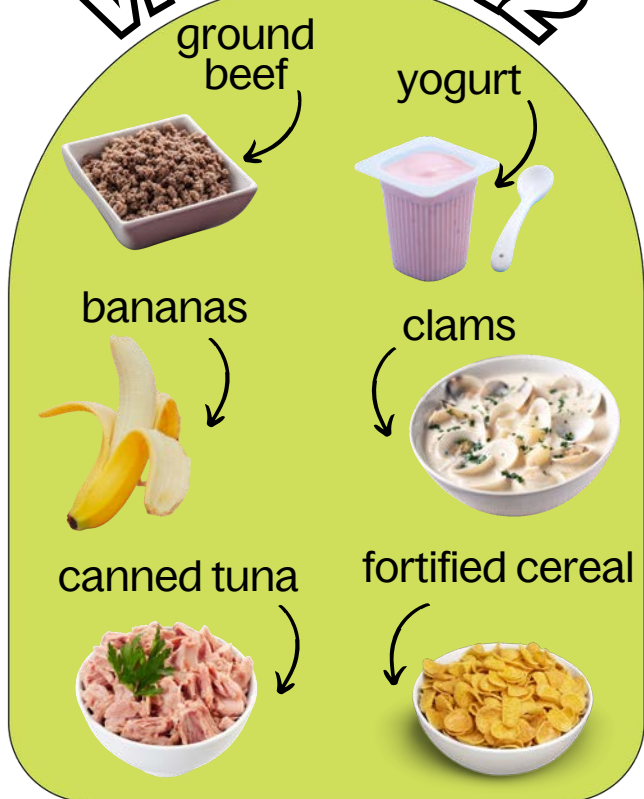 ground
beef
yogurt
bananas
clams
canned tuna
fortified cereal